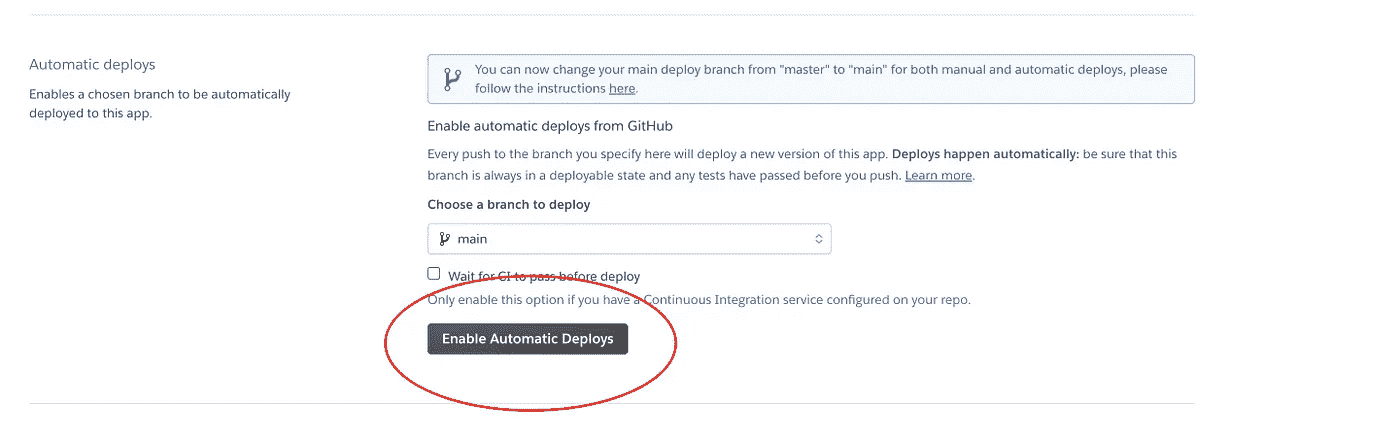 Automatic deploys
Enables a chosen branch to be automatically
deployed to this app.
You can now change your main deploy branch from "master" to "main" for both manual and automatic deploys, please
follow the instructions here.
Enable automatic deploys from GitHub
Every push to the branch you specify here will deploy a new version of this app. Deploys happen automatically: be sure that this
branch is always in a deployable state and any tests have passed before you push. Learn more.
Choose a branch to deploy
main
Wait for CI to pass before deploy
Only enable this option if you have a Continuous Integration service configured on your repo.
Enable Automatic Deploys